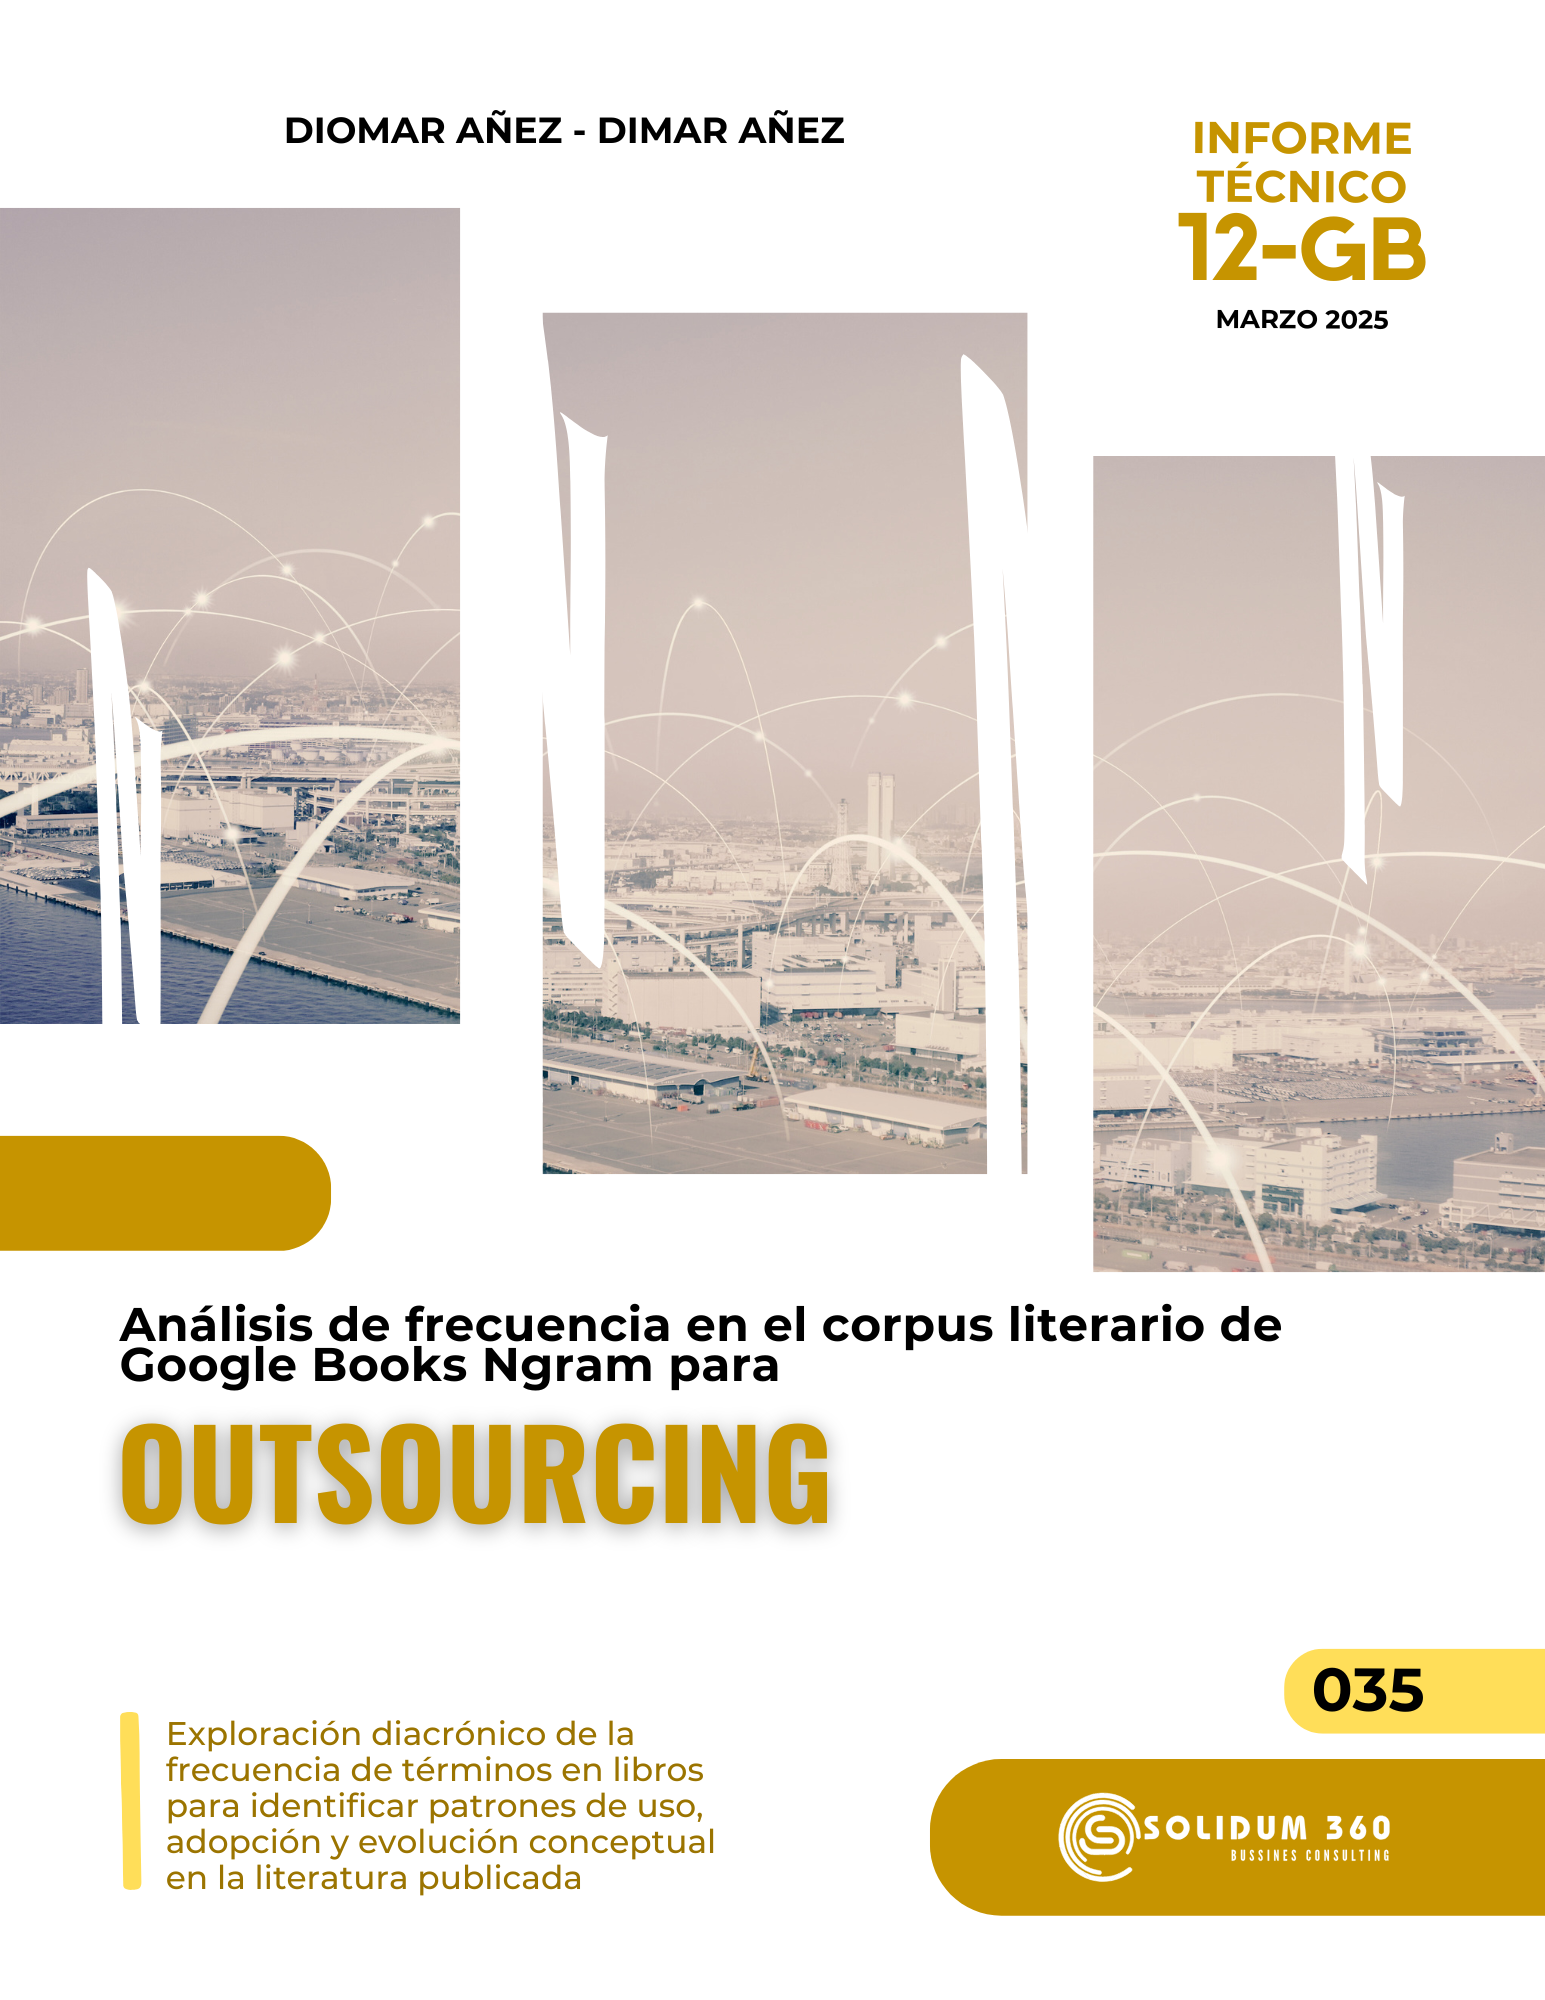 DIOMAR AÑEZ - DIMAR AÑEZ
INFORME
TÉCNICO
12-GB
MARZO 2025
Análisis de frecuencia en el corpus literario de
Google Books Ngram para
OUTSOURCING
035
Exploración diacrónico de la
frecuencia de términos en libros
para identificar patrones de uso,
adopción y evolución conceptual
en la literatura publicada
SOLIDUM 360
BUSSINES CONSULTING